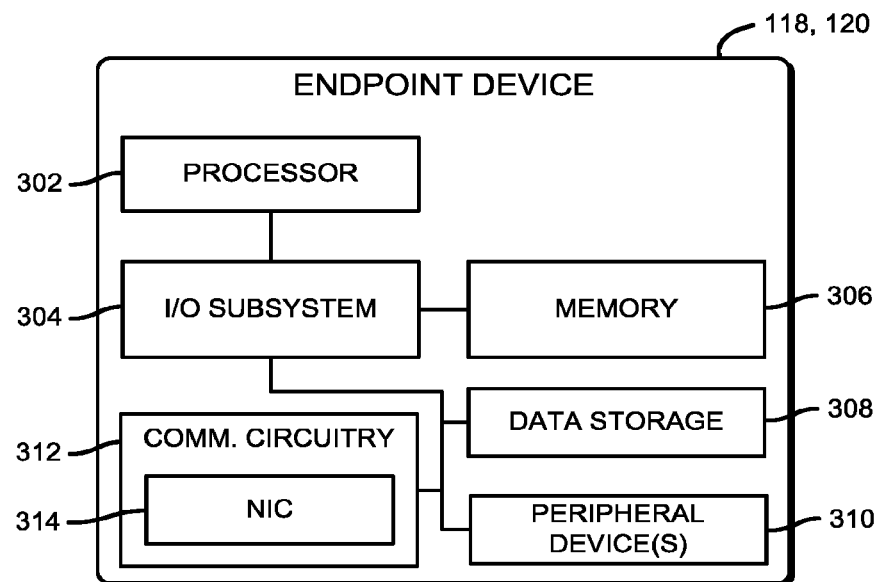 118, 120
ENDPOINT DEVICE
302
PROCESSOR
304
I/O SUBSYSTEM
MEMORY
306
DATA STORAGE
308
312
COMM. CIRCUITRY
314
NIC
PERIPHERAL
DEVICE(S)
310